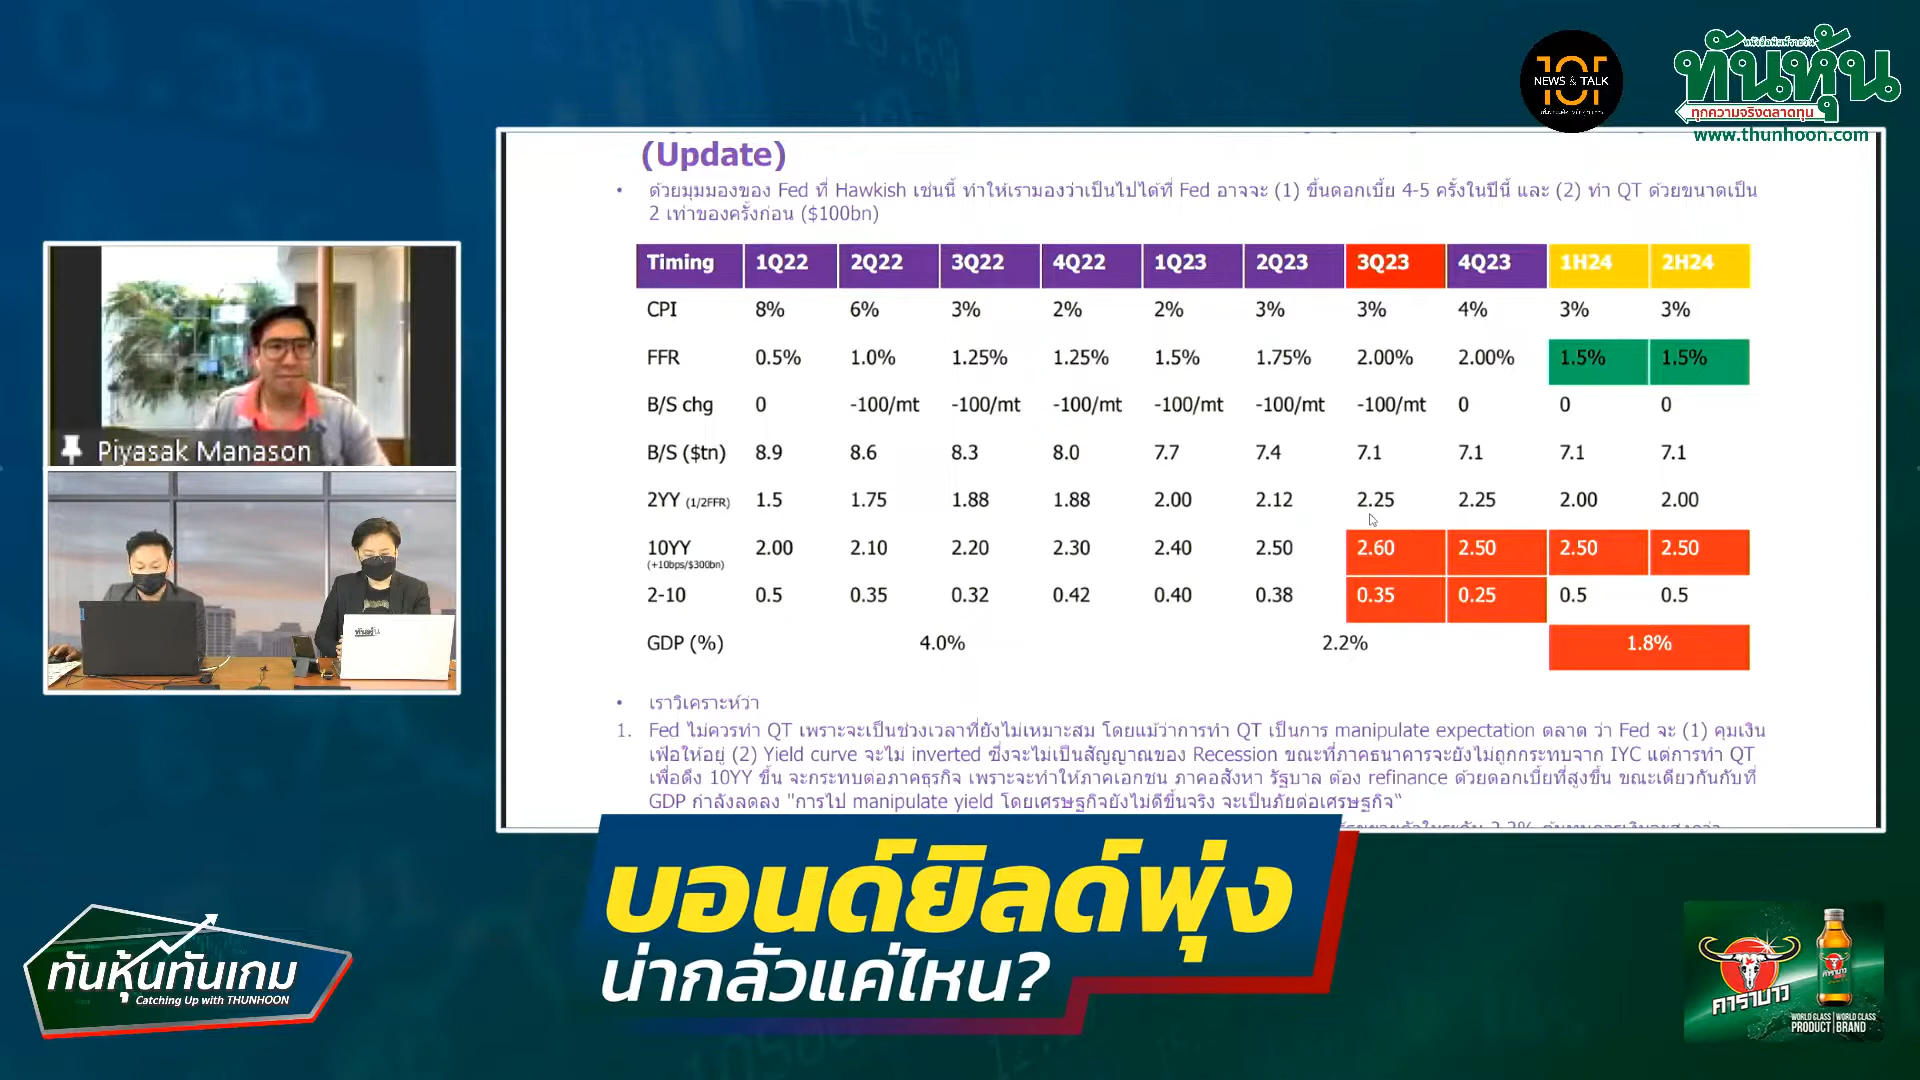 NEWS & TALK
101
หนังสือพิมพ์รายวัน
ทันหุ้น
ทุกความจริงตลาดทุน
www.thunhoon.com
(Update)
• ด้วยมุมมองของ Fed ที่ Hawkish เช่นนี้ ทำให้เรามองว่าเป็นไปได้ที่ Fed อาจจะ (1) ขึ้นดอกเบี้ย 4-5 ครั้งในปีนี้ และ (2) ทำ QT ด้วยขนาดเป็น
2 เท่าของครั้งก่อน ($100bn)
Timing 1Q22 2Q22 3Q22 4Q22 1Q23 2Q23 3Q23 4Q23 1H24 2H24
CPI 8% 6% 3% 2% 2% 3% 3% 4% 3% 3%
FFR 0.5% 1.0% 1.25% 1.25% 1.5% 1.75% 2.00% 2.00% 1.5% 1.5%
B/S chg 0 -100/mt -100/mt -100/mt -100/mt -100/mt -100/mt 0 0 0
B/S ($tn) 8.9 8.6 8.3 8.0 7.7 7.4 7.1 7.1 7.1 7.1
2YY (1/2FFR) 1.5 1.75 1.88 1.88 2.00 2.12 2.25 2.25 2.00 2.00
10YY 2.00 2.10 2.20 2.30 2.40 2.50 2.60 2.50 2.50 2.50
(+10bps/$300bn)
2-10 0.5 0.35 0.32 0.42 0.40 0.38 0.35 0.25 0.5 0.5
GDP (%) 4.0% 2.2% 1.8%
• เราวิเคราะห์ว่า
1. Fed ไม่ควรทำ QT เพราะจะเป็นช่วงเวลาที่ยังไม่เหมาะสม โดยแม้ว่าการทำ QT เป็นการ manipulate expectation ตลาด ว่า Fed จะ (1) คุมเงิน
เฟ้อให้อยู่ (2) Yield curve จะไม่ inverted ซึ่งจะไม่เป็นสัญญาณของ Recession ขณะที่ภาคธนาคารจะยังไม่ถูกกระทบจาก IYC แต่การทำ QT
เพื่อดึง 10YY ขึ้น จะกระทบต่อภาคธุรกิจ เพราะจะทำให้ภาคเอกชน ภาคอสังหา รัฐบาล ต้อง refinance ด้วยดอกเบี้ยที่สูงขึ้น ขณะเดียวกันกับที่
GDP กำลังลดลง "การไป manipulate yield โดยเศรษฐกิจยังไม่ดีขึ้นจริง จะเป็นภัยต่อเศรษฐกิจ"
Piyasak Manason
ทันหุ้น
บอนด์ยิลด์พุ่ง
น่ากลัวแค่ไหน?
ทันหุ้นทันเกม
Catching Up with THUNHOON
คาราบาว
คาราบาว
WORLD CLASS PRODUCT
WORLD CLASS BRAND